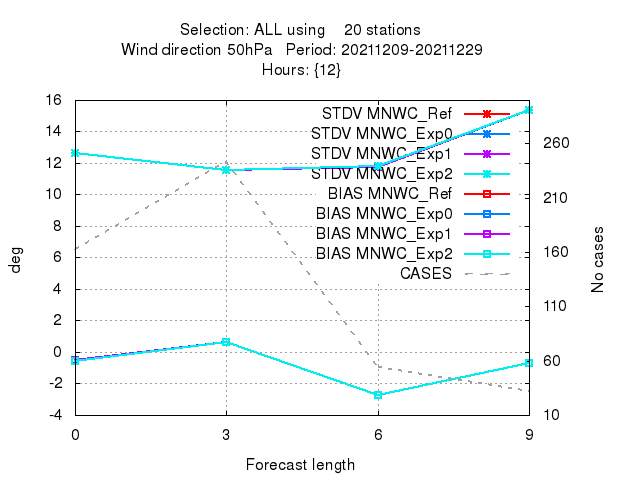 Selection: ALL using    20 stations
Wind direction 50hPa   Period: 20211209-20211229
Hours: {12}
STDV MNWC_Ref
STDV MNWC_Exp0
STDV MNWC_Exp1
STDV MNWC_Exp2
BIAS MNWC_Ref
BIAS MNWC_Exp0
BIAS MNWC_Exp1
BIAS MNWC_Exp2
CASES
16
14
12
10
8
6
4
2
0
-2
-4
deg
260
210
160
110
60
10
No cases
0 3 6 9
Forecast length